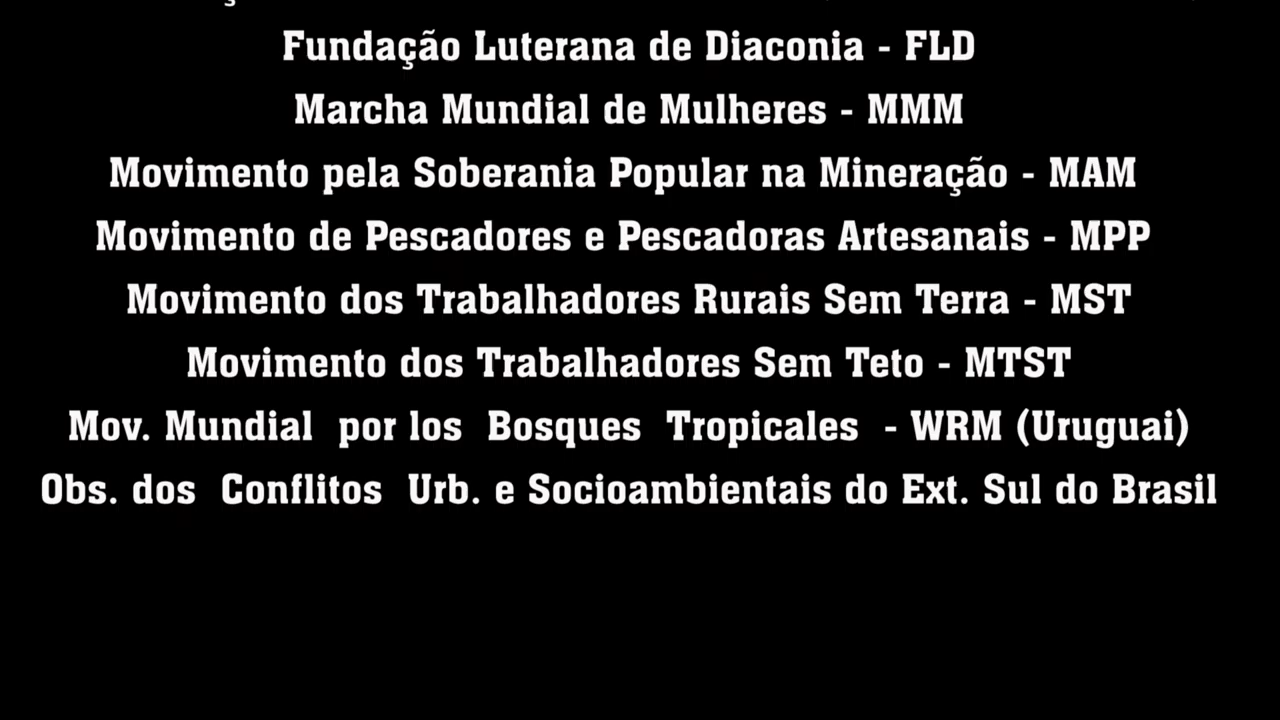 Fundação Luterana de Diaconia - FLD
Marcha Mundial de Mulheres - MMM
Movimento pela Soberania Popular na Mineração - MAM
Movimento de Pescadores e Pescadoras Artesanais - MPP
Movimento dos Trabalhadores Rurais Sem Terra - MST
Movimento dos Trabalhadores Sem Teto - MTST
Mov. Mundial por los Bosques Tropicales - WRM (Uruguai)
Obs. dos Conflitos Urb. e Socioambientais do Ext. Sul do Brasil